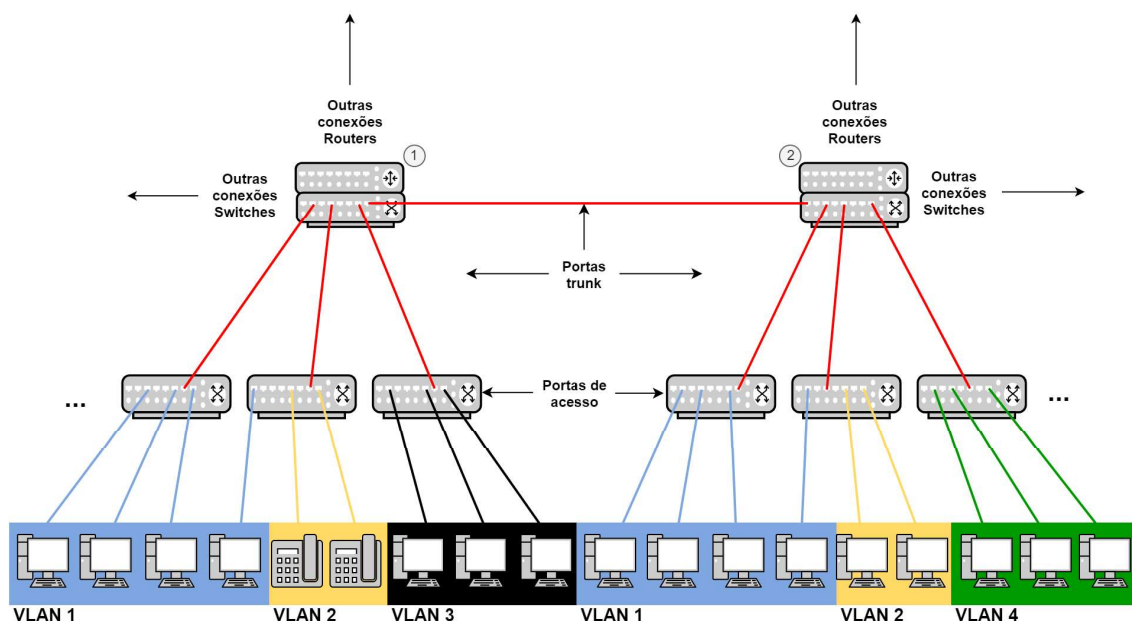 Outras
conexões
Routers
Outras
conexões
Routers
1
2
Outras
conexões
Switches
Outras
conexões
Switches
Portas
trunk
Portas de
acesso
...
...
VLAN 1
VLAN 2
VLAN 3
VLAN 1
VLAN 2
VLAN 4